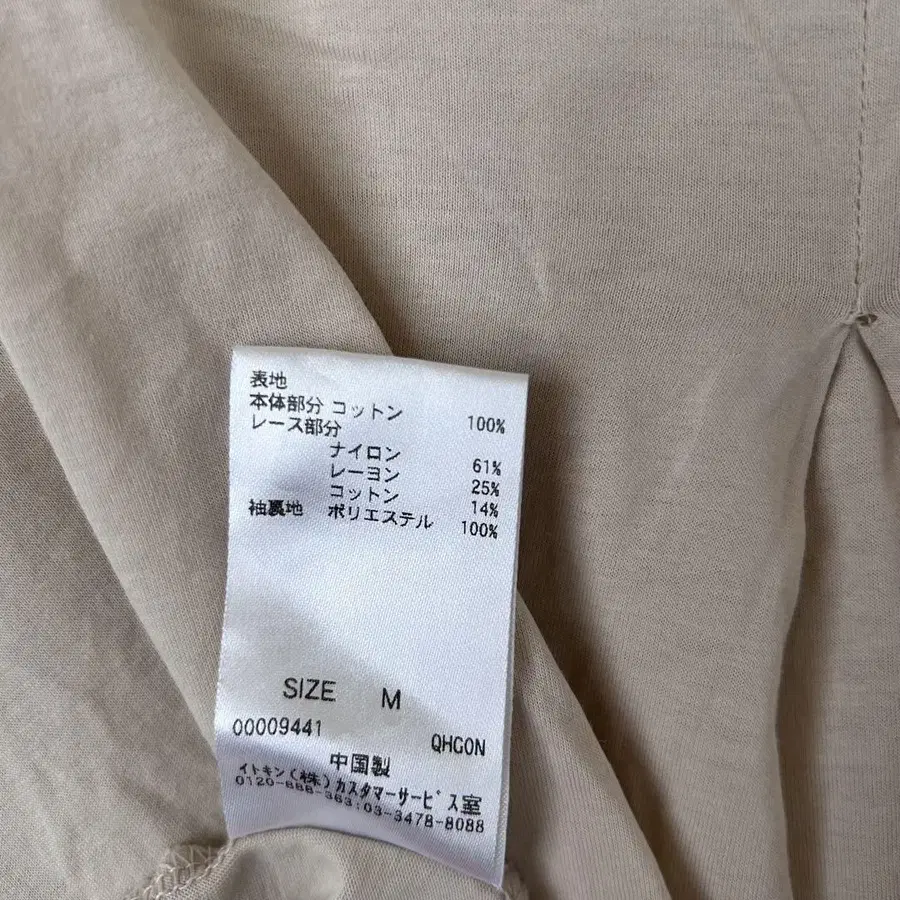 表地
本体部分 コットン 100%
レース部分
ナイロン 61%
レーヨン 25%
コットン 14%
袖裏地 ポリエステル 100%
SIZE M
00009441 QHGON
中国製
イトキン(株)カスタマーサービス室
0120-888-363:03-3478-8088